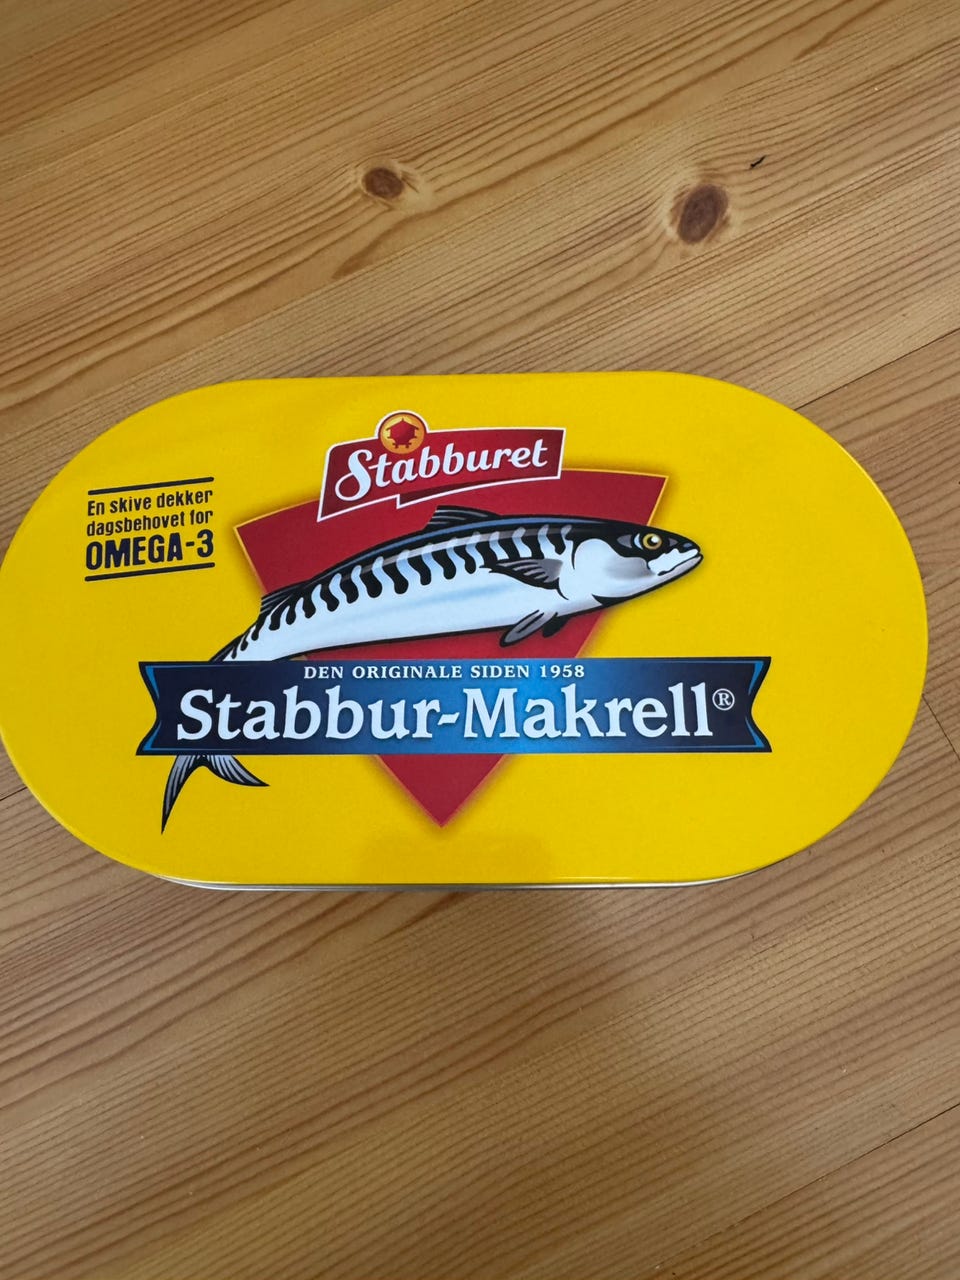 Stabburet
En skive dekker
dagsbehovet for
OMEGA-3
DEN ORIGINALE SIDEN 1958
Stabbur-Makrell®